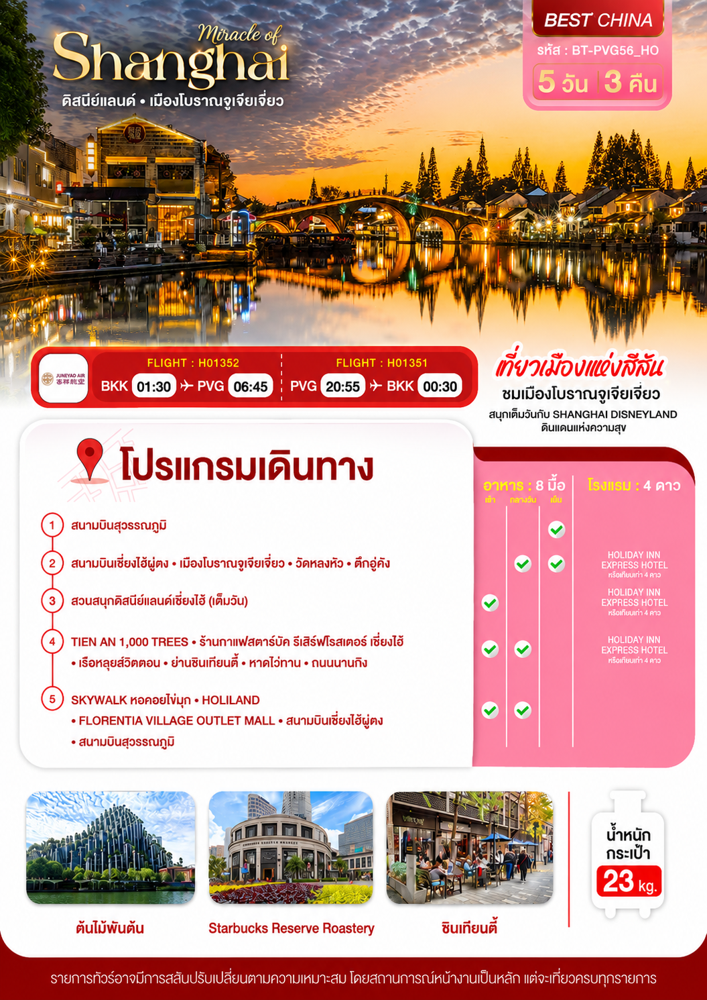 Miracle of
Shanghai
ดิสนีย์แลนด์ • เมืองโบราณจูเจียเจี่ยว
BEST CHINA
รหัส : BT-PVG56_HO
5 วัน 3 คืน
JUNEYAO AIR
吉祥航空
FLIGHT : H01352
BKK 01:30 PVG 06:45
FLIGHT : H01351
PVG 20:55 BKK 00:30
เที่ยวเมืองแห่งสีสัน
ชมเมืองโบราณจูเจียเจี่ยว
สนุกเต็มวันกับ SHANGHAI DISNEYLAND
ดินแดนแห่งความสุข
โปรแกรมเดินทาง
อาหาร : 8 มื้อ
เช้า กลางวัน เย็น
โรงแรม : 4 ดาว
1 สนามบินสุวรรณภูมิ
2 สนามบินเซี่ยงไฮ้ผู่ตง • เมืองโบราณจูเจียเจี่ยว • วัดหลงหัว • ตึกอู่คัง
HOLIDAY INN
EXPRESS HOTEL
หรือเทียบเท่า 4 ดาว
3 สวนสนุกดิสนีย์แลนด์เซี่ยงไฮ้ (เต็มวัน)
HOLIDAY INN
EXPRESS HOTEL
หรือเทียบเท่า 4 ดาว
4 TIEN AN 1,000 TREES • ร้านกาแฟสตาร์บัค รีเสิร์ฟโรสเตอร์ เซี่ยงไฮ้
• เรือหลุยส์วิตตอน • ย่านซินเทียนตี้ • หาดไว่ทาน • ถนนนานกิง
HOLIDAY INN
EXPRESS HOTEL
หรือเทียบเท่า 4 ดาว
5 SKYWALK หอคอยไข่มุก • HOLILAND
• FLORENTIA VILLAGE OUTLET MALL • สนามบินเซี่ยงไฮ้ผู่ตง
• สนามบินสุวรรณภูมิ
ต้นไม้พันต้น
Starbucks Reserve Roastery
ซินเทียนตี้
น้ำหนัก
กระเป๋า
23 kg.
รายการทัวร์อาจมีการสลับปรับเปลี่ยนตามความเหมาะสม โดยสถานการณ์หน้างานเป็นหลัก แต่จะเที่ยวครบทุกรายการ